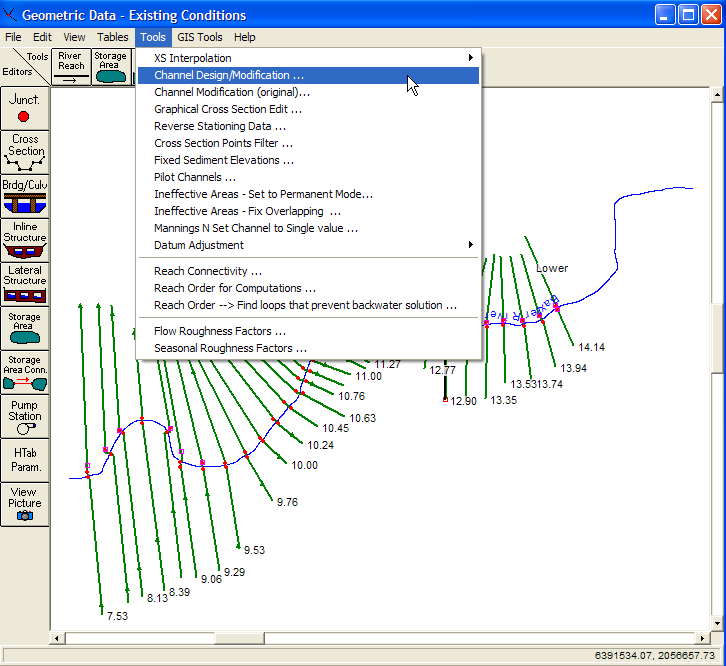 Geometric Data - Existing Conditions
File Edit View Tables Tools GIS Tools Help
Tools
Editors
River
Reach
Storage
Area
XS Interpolation
Channel Design/Modification ...
Channel Modification (original)...
Graphical Cross Section Edit ...
Reverse Stationing Data ...
Cross Section Points Filter ...
Fixed Sediment Elevations ...
Pilot Channels ...
Ineffective Areas - Set to Permanent Mode...
Ineffective Areas - Fix Overlapping ...
Mannings N Set Channel to Single value ...
Datum Adjustment
Reach Connectivity ...
Reach Order for Computations ...
Reach Order --> Find loops that prevent backwater solution ...
Flow Roughness Factors ...
Seasonal Roughness Factors ...
Junct.
Cross
Section
Brdg/Culv
Inline
Structure
Lateral
Structure
Storage
Area
Storage
Area Conn.
Pump
Station
HTab
Param.
View
Picture
Lower
Baxter River
14.14
13.94
13.74
13.53
13.35
12.90
12.77
11.27
11.00
10.76
10.63
10.45
10.24
10.00
9.76
9.53
9.29
9.06
8.39
8.13
7.53
6391534.07, 2056657.73